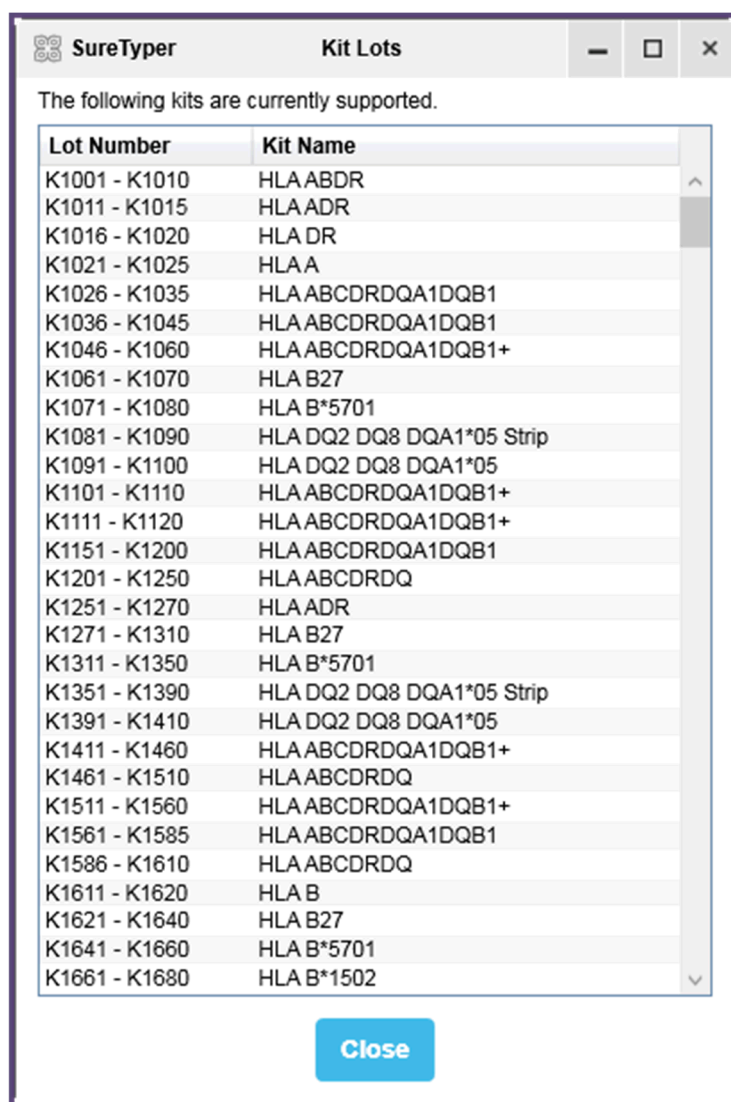 SureTyper Kit Lots
The following kits are currently supported.
Lot Number Kit Name
K1001 - K1010 HLA ABDR
K1011 - K1015 HLA ADR
K1016 - K1020 HLA DR
K1021 - K1025 HLA A
K1026 - K1035 HLA ABCDRDQA1DQB1
K1036 - K1045 HLA ABCDRDQA1DQB1
K1046 - K1060 HLA ABCDRDQA1DQB1+
K1061 - K1070 HLA B27
K1071 - K1080 HLA B*5701
K1081 - K1090 HLA DQ2 DQ8 DQA1*05 Strip
K1091 - K1100 HLA DQ2 DQ8 DQA1*05
K1101 - K1110 HLA ABCDRDQA1DQB1+
K1111 - K1120 HLA ABCDRDQA1DQB1+
K1151 - K1200 HLA ABCDRDQA1DQB1
K1201 - K1250 HLA ABCDRDQ
K1251 - K1270 HLA ADR
K1271 - K1310 HLA B27
K1311 - K1350 HLA B*5701
K1351 - K1390 HLA DQ2 DQ8 DQA1*05 Strip
K1391 - K1410 HLA DQ2 DQ8 DQA1*05
K1411 - K1460 HLA ABCDRDQA1DQB1+
K1461 - K1510 HLA ABCDRDQ
K1511 - K1560 HLA ABCDRDQA1DQB1+
K1561 - K1585 HLA ABCDRDQA1DQB1
K1586 - K1610 HLA ABCDRDQ
K1611 - K1620 HLA B
K1621 - K1640 HLA B27
K1641 - K1660 HLA B*5701
K1661 - K1680 HLA B*1502
Close